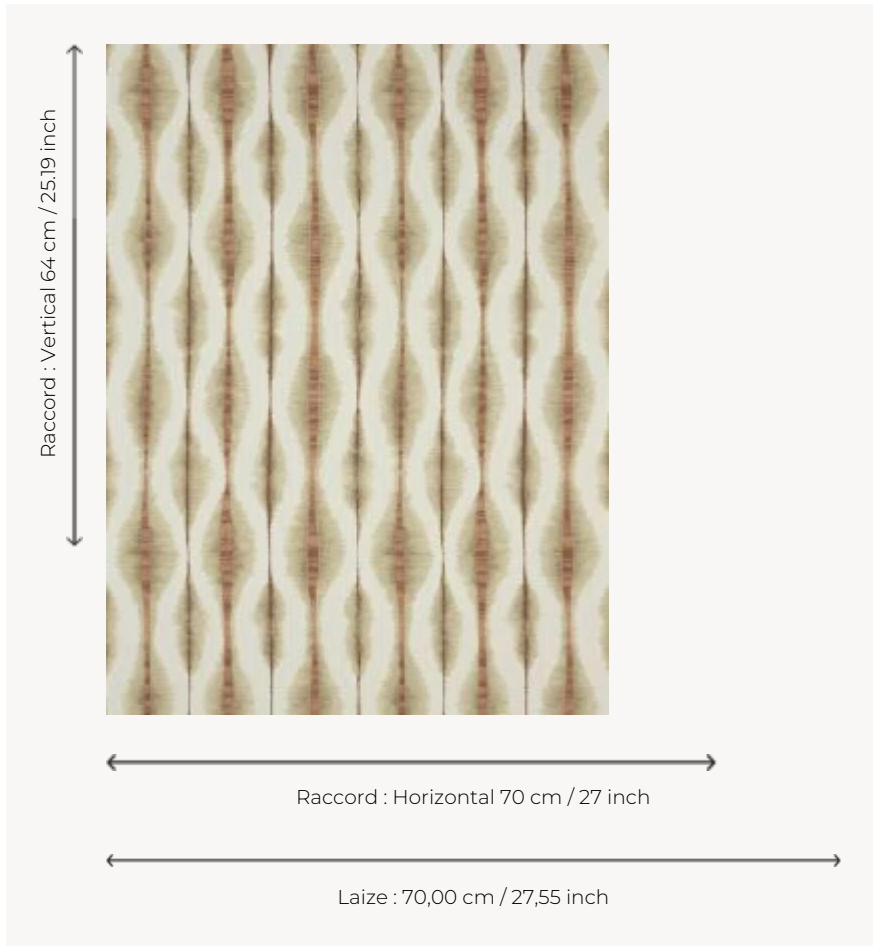 Raccord : Vertical 64 cm / 25.19 inch
Raccord : Horizontal 70 cm / 27 inch
Laize : 70,00 cm / 27,55 inch